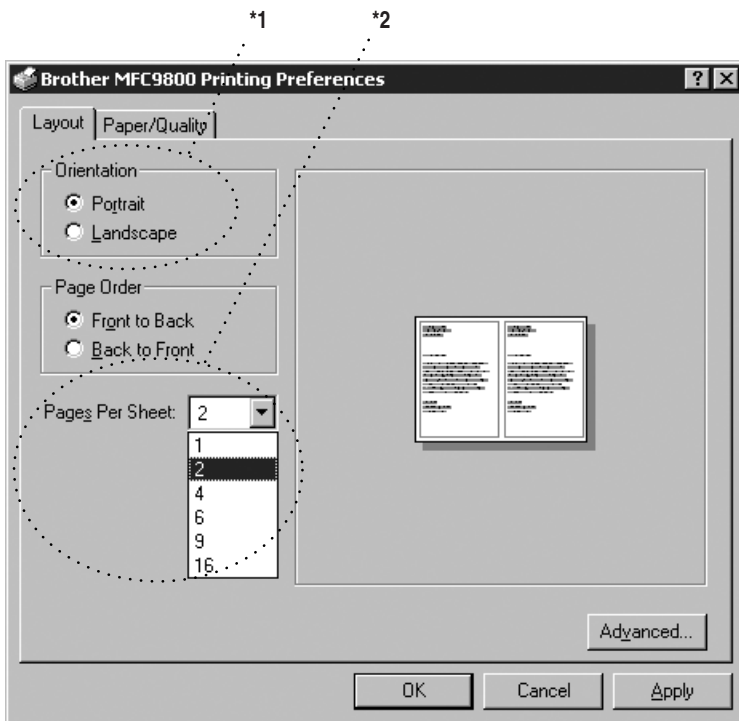 *1 *2
Brother MFC9800 Printing Preferences
Layout Paper/Quality
Orientation
Portrait
Landscape
Page Order
Front to Back
Back to Front
Pages Per Sheet: 2
1
2
4
6
9
16
Advanced...
OK Cancel Apply